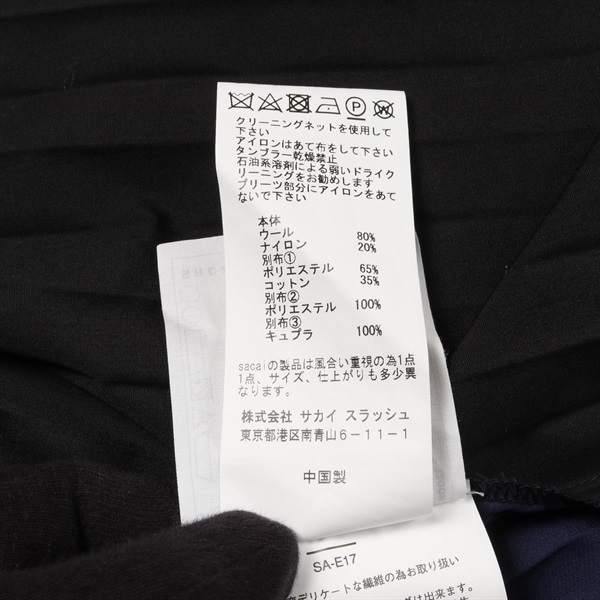 クリーニングネットを使用して
下さい
アイロンはあて布をして下さい
タンブラー乾燥禁止
石油系溶剤による弱いドライク
リーニングをお勧めします
プリーツ部分にアイロンをあて
ないで下さい
本体
ウール 80%
ナイロン 20%
別布①
ポリエステル 65%
コットン 35%
別布②
ポリエステル 100%
別布③
キュプラ 100%
sacaiの製品は風合い重視の為1点
1点、サイズ、仕上がりも多少異
なります。
株式会社 サカイ スラッシュ
東京都港区南青山6-11-1
中国製
SA-E17
デリケートな繊維の為お取り扱い
は出来ます。